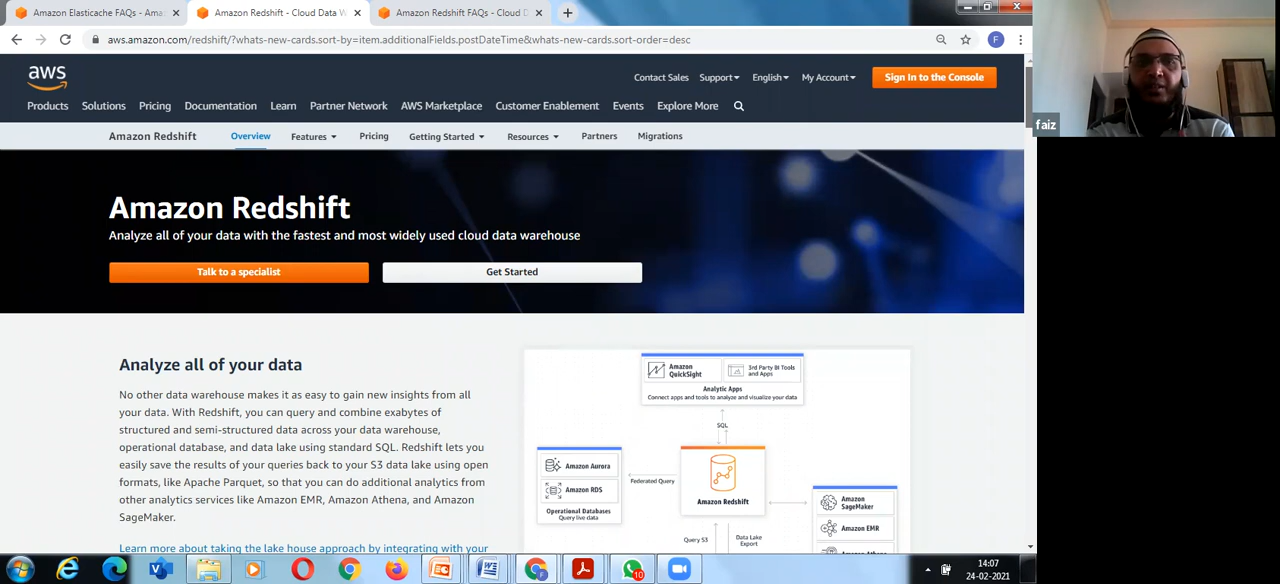 Amazon Elasticache FAQs - Ama
Amazon Redshift - Cloud Data W
Amazon Redshift FAQs - Cloud D
aws.amazon.com/redshift/?whats-new-cards.sort-by=item.additionalFields.postDateTime&whats-new-cards.sort-order=desc
F
aws
Contact Sales Support English My Account Sign In to the Console
Products Solutions Pricing Documentation Learn Partner Network AWS Marketplace Customer Enablement Events Explore More
faiz
Amazon Redshift Overview Features Pricing Getting Started Resources Partners Migrations
Amazon Redshift
Analyze all of your data with the fastest and most widely used cloud data warehouse
Talk to a specialist
Get Started
Analyze all of your data
No other data warehouse makes it as easy to gain new insights from all
your data. With Redshift, you can query and combine exabytes of
structured and semi-structured data across your data warehouse,
operational database, and data lake using standard SQL. Redshift lets you
easily save the results of your queries back to your S3 data lake using open
formats, like Apache Parquet, so that you can do additional analytics from
other analytics services like Amazon EMR, Amazon Athena, and Amazon
SageMaker.
Learn more about taking the lake house approach by integrating with your
Amazon
QuickSight
3rd Party BI Tools
and Apps
Analytic Apps
Connect apps and tools to analyze and visualize your data
SQL
Amazon Aurora
Amazon RDS
Operational Databases
Query live data
Federated Query
Amazon Redshift
Amazon
SageMaker
Amazon EMR
Query S3
Data Lake
Export
10
14:07
24-02-2021